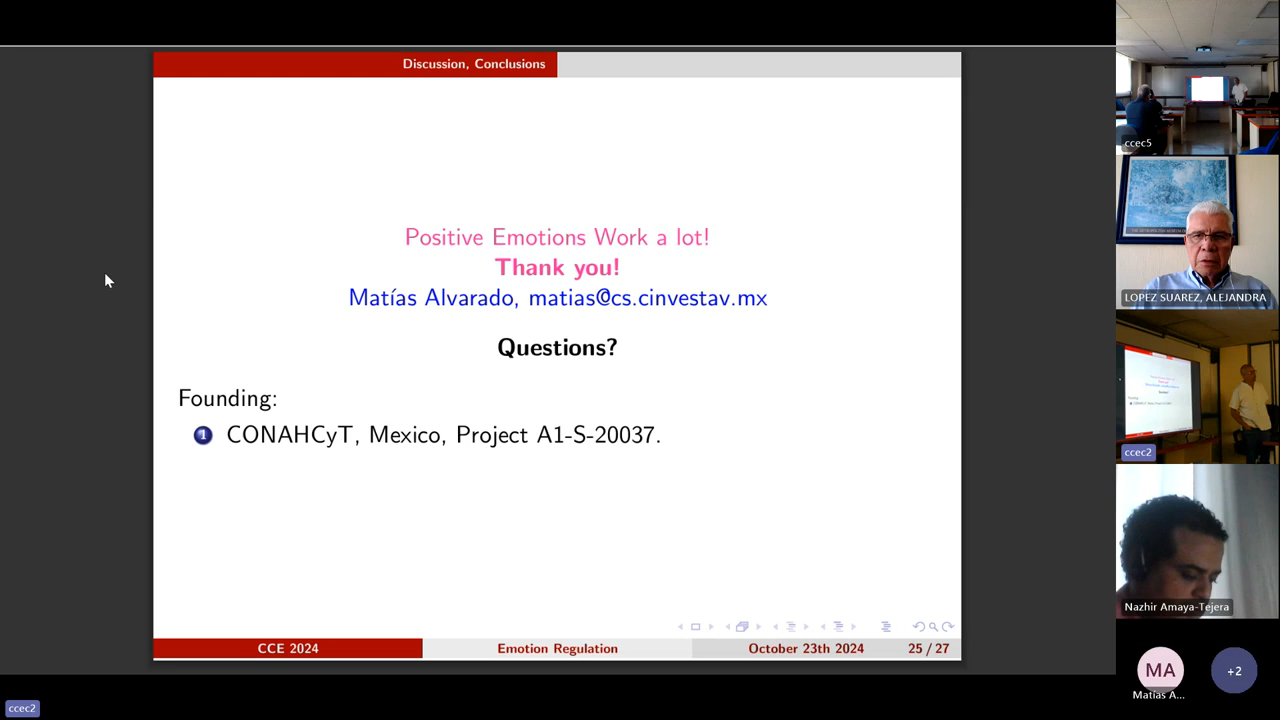 Discussion, Conclusions
Positive Emotions Work a lot!
Thank you!
Matías Alvarado, matias@cs.cinvestav.mx
Questions?
Founding:
1 CONAHCyT, Mexico, Project A1-S-20037.
CCE 2024
Emotion Regulation
October 23th 2024
25 / 27
ccec2
ccec5
LOPEZ SUAREZ, ALEJANDRA
ccec2
Nazhir Amaya-Tejera
MA
Matías A...
+2